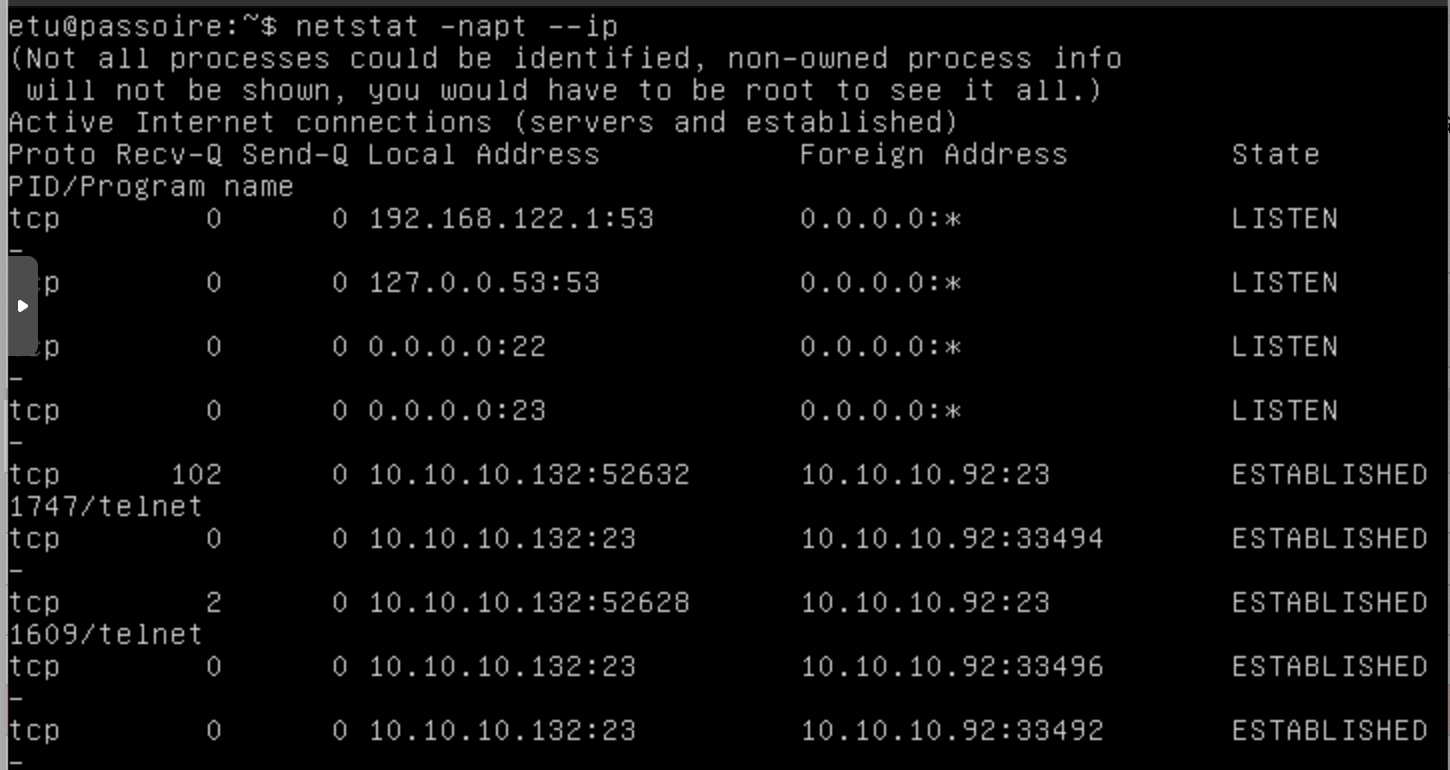 etu@passoire:~$ netstat -napt --ip
(Not all processes could be identified, non-owned process info
 will not be shown, you would have to be root to see it all.)
Active Internet connections (servers and established)
Proto Recv-Q Send-Q Local Address           Foreign Address         State
PID/Program name
tcp        0      0 192.168.122.1:53        0.0.0.0:*               LISTEN
-
cp        0      0 127.0.0.53:53           0.0.0.0:*               LISTEN
cp        0      0 0.0.0.0:22              0.0.0.0:*               LISTEN
-
tcp        0      0 0.0.0.0:23              0.0.0.0:*               LISTEN
-
tcp      102      0 10.10.10.132:52632      10.10.10.92:23          ESTABLISHED
1747/telnet
tcp        0      0 10.10.10.132:23         10.10.10.92:33494       ESTABLISHED
-
tcp        2      0 10.10.10.132:52628      10.10.10.92:23          ESTABLISHED
1609/telnet
tcp        0      0 10.10.10.132:23         10.10.10.92:33496       ESTABLISHED
-
tcp        0      0 10.10.10.132:23         10.10.10.92:33492       ESTABLISHED
-